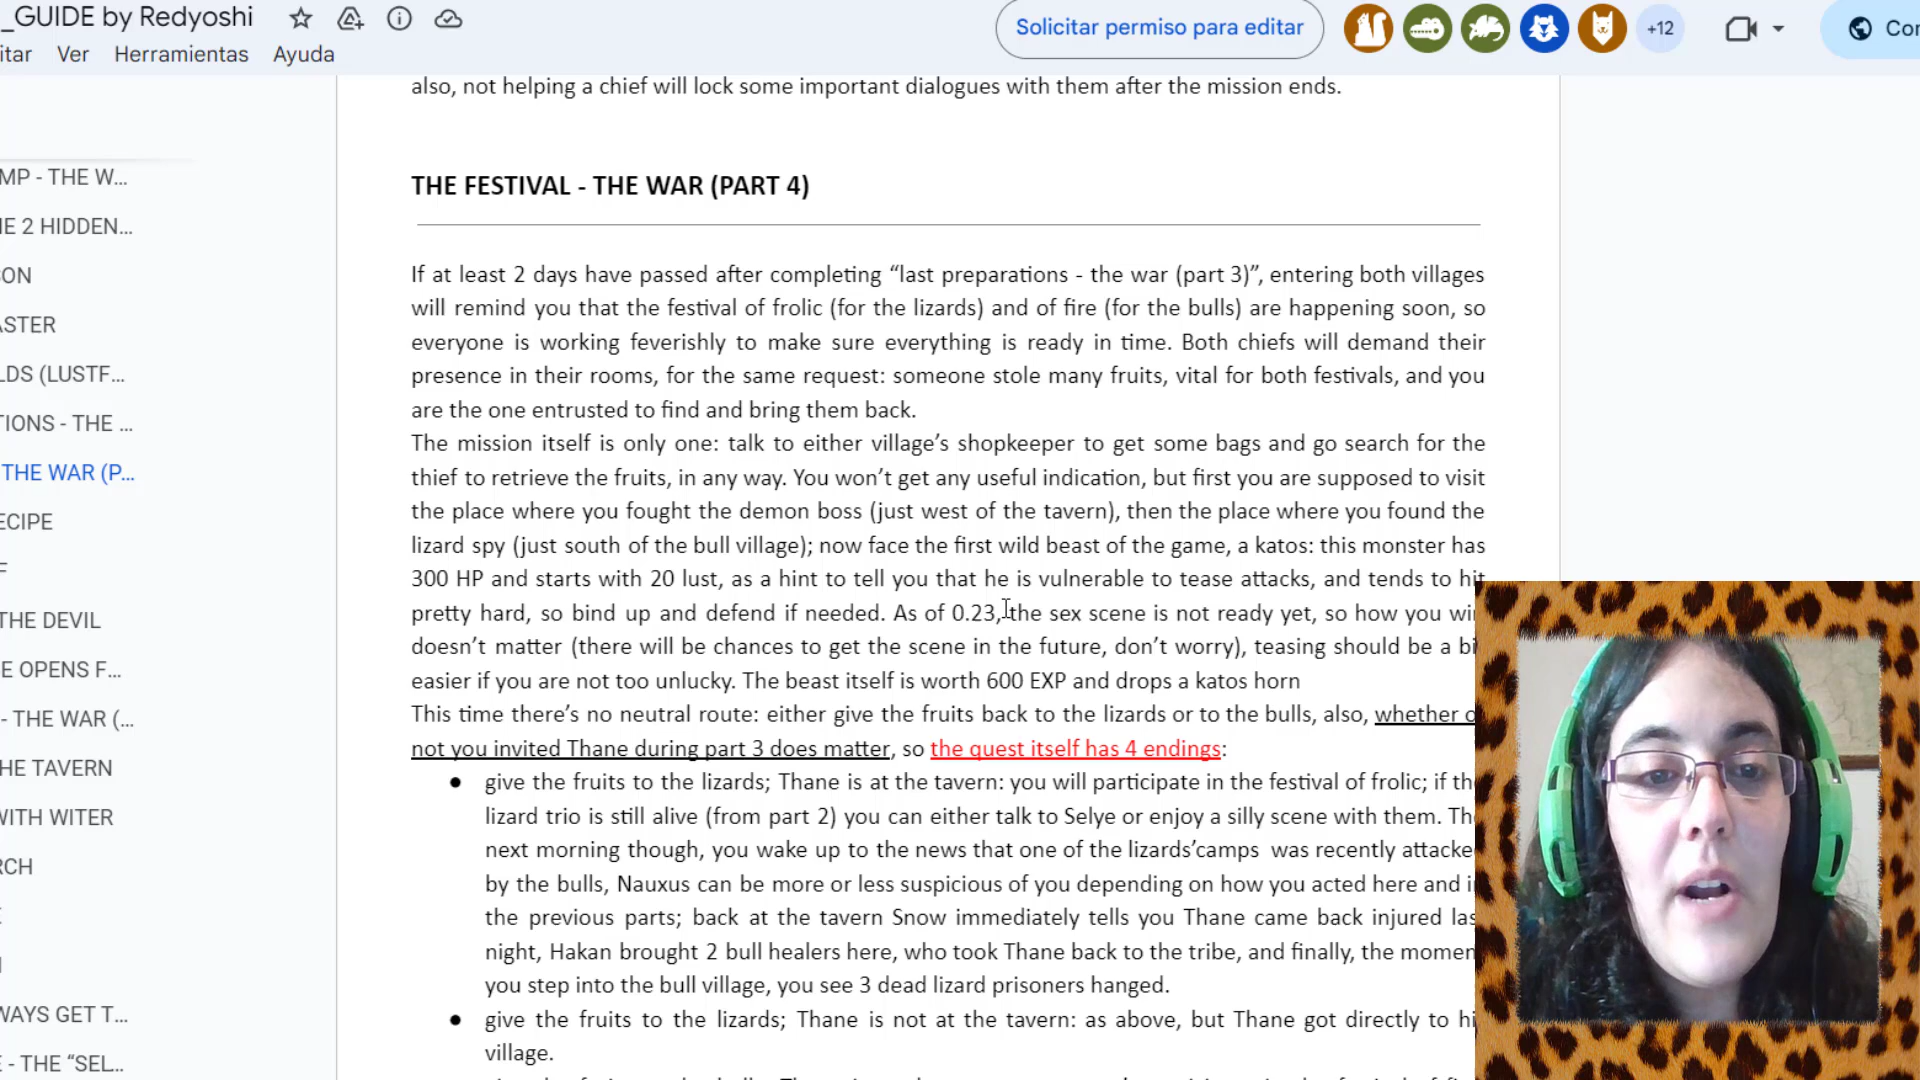 _GUIDE by Redyoshi
Solicitar permiso para editar
+12
itar Ver Herramientas Ayuda
also, not helping a chief will lock some important dialogues with them after the mission ends.
MP - THE W...
E 2 HIDDEN...
ON
ASTER
LDS (LUSTF...
TIONS - THE ...
THE WAR (P...
ECIPE
F
THE DEVIL
E OPENS F...
- THE WAR (...
HE TAVERN
WITH WITER
RCH
WAYS GET T...
E - THE “SEL...
THE FESTIVAL - THE WAR (PART 4)
If at least 2 days have passed after completing “last preparations - the war (part 3)”, entering both villages
will remind you that the festival of frolic (for the lizards) and of fire (for the bulls) are happening soon, so
everyone is working feverishly to make sure everything is ready in time. Both chiefs will demand their
presence in their rooms, for the same request: someone stole many fruits, vital for both festivals, and you
are the one entrusted to find and bring them back.
The mission itself is only one: talk to either village’s shopkeeper to get some bags and go search for the
thief to retrieve the fruits, in any way. You won’t get any useful indication, but first you are supposed to visit
the place where you fought the demon boss (just west of the tavern), then the place where you found the
lizard spy (just south of the bull village); now face the first wild beast of the game, a katos: this monster has
300 HP and starts with 20 lust, as a hint to tell you that he is vulnerable to tease attacks, and tends to hit
pretty hard, so bind up and defend if needed. As of 0.23, the sex scene is not ready yet, so how you wi
doesn’t matter (there will be chances to get the scene in the future, don’t worry), teasing should be a bi
easier if you are not too unlucky. The beast itself is worth 600 EXP and drops a katos horn
This time there’s no neutral route: either give the fruits back to the lizards or to the bulls, also, whether o
not you invited Thane during part 3 does matter, so the quest itself has 4 endings:
● give the fruits to the lizards; Thane is at the tavern: you will participate in the festival of frolic; if th
lizard trio is still alive (from part 2) you can either talk to Selye or enjoy a silly scene with them. Th
next morning though, you wake up to the news that one of the lizards’camps was recently attacke
by the bulls, Nauxus can be more or less suspicious of you depending on how you acted here and i
the previous parts; back at the tavern Snow immediately tells you Thane came back injured las
night, Hakan brought 2 bull healers here, who took Thane back to the tribe, and finally, the momen
you step into the bull village, you see 3 dead lizard prisoners hanged.
● give the fruits to the lizards; Thane is not at the tavern: as above, but Thane got directly to hi
village.